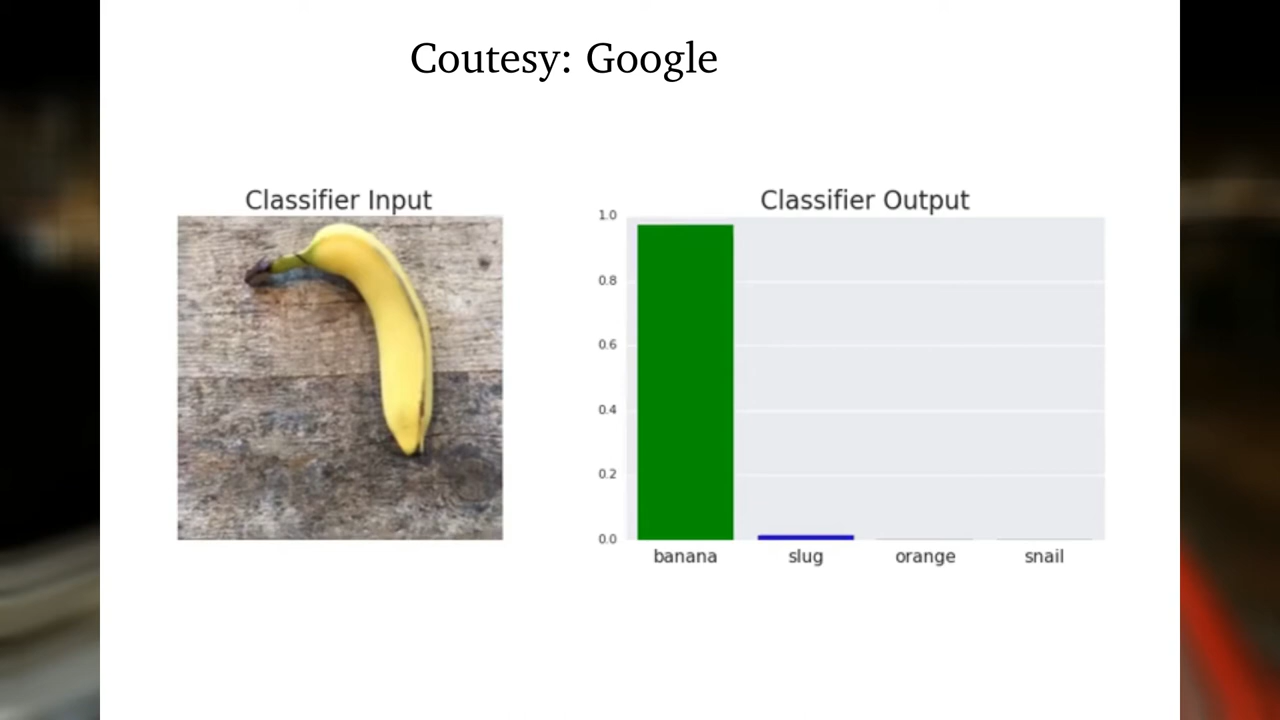 Coutesy: Google
Classifier Input
Classifier Output
1.0
0.8
0.6
0.4
0.2
0.0
banana slug orange snail